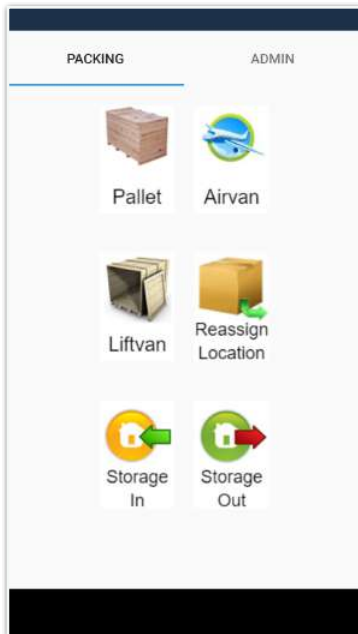 PACKING
ADMIN
Pallet
Airvan
Liftvan
Reassign
Location
Storage
In
Storage
Out